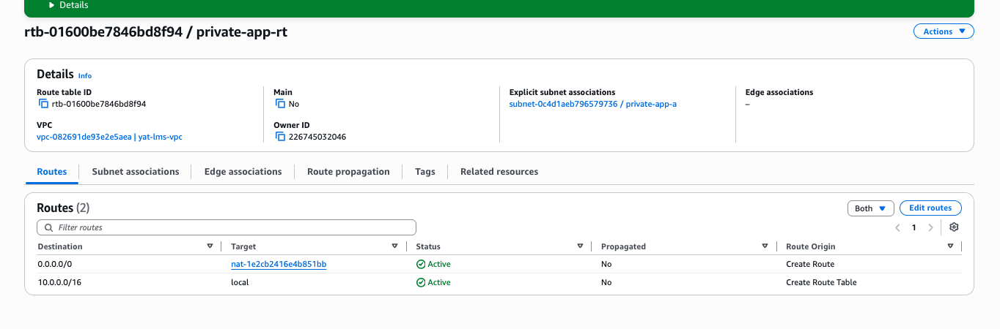 Details
rtb-01600be7846bd8f94 / private-app-rt
Actions
Details Info
Route table ID
rtb-01600be7846bd8f94
Main
No
Explicit subnet associations
subnet-0c4d1aeb796579736 / private-app-a
Edge associations
–
VPC
vpc-082691de93e2e5aea | yat-lms-vpc
Owner ID
226745032046
Routes Subnet associations Edge associations Route propagation Tags Related resources
Routes (2)
Both Edit routes
Filter routes
1
Destination Target Status Propagated Route Origin
0.0.0.0/0 nat-1e2cb2416e4b851bb Active No Create Route
10.0.0.0/16 local Active No Create Route Table